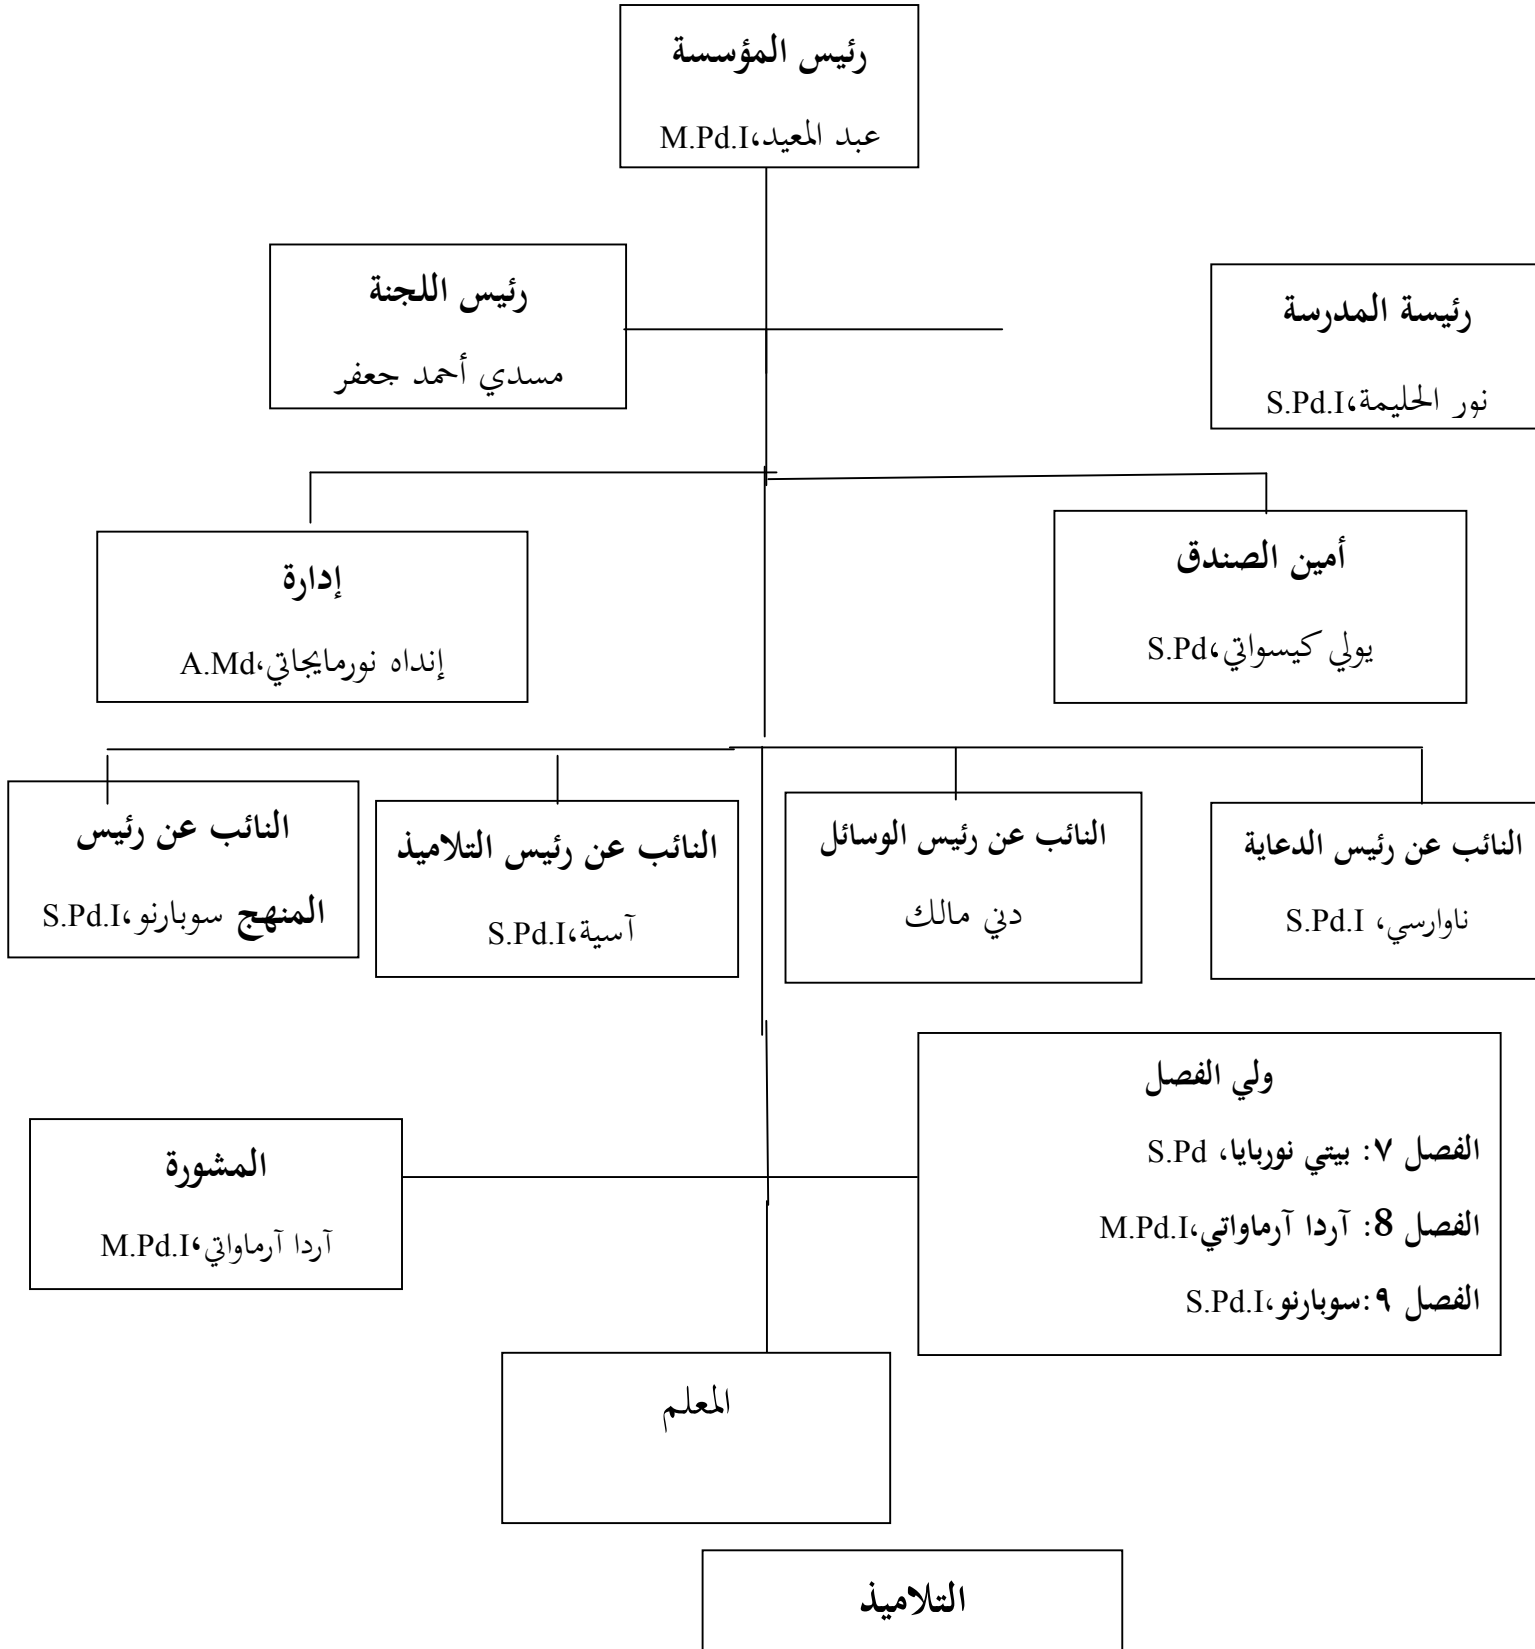 رئيس المؤسسة
عبد المعيد،M.Pd.I
رئيسة المدرسة
نور الحليمة،S.Pd.I
رئيس اللجنة
مسدي أحمد جعفر
أمين الصندق
يولي كيسواتي،S.Pd
إدارة
إنداه نورمايجاتي،A.Md
النائب عن رئيس الدعاية
ناوارسي، S.Pd.I
النائب عن رئيس الوسائل
دني مالك
النائب عن رئيس التلاميذ
آسية،S.Pd.I
النائب عن رئيس
المنهج سوبارنو،S.Pd.I
ولي الفصل
الفصل ٧: بيتي نوربايا، S.Pd
الفصل 8: آردا آرماواتي،M.Pd.I
الفصل ٩:سوبارنو،S.Pd.I
المشورة
آردا آرماواتي،M.Pd.I
المعلم
التلاميذ